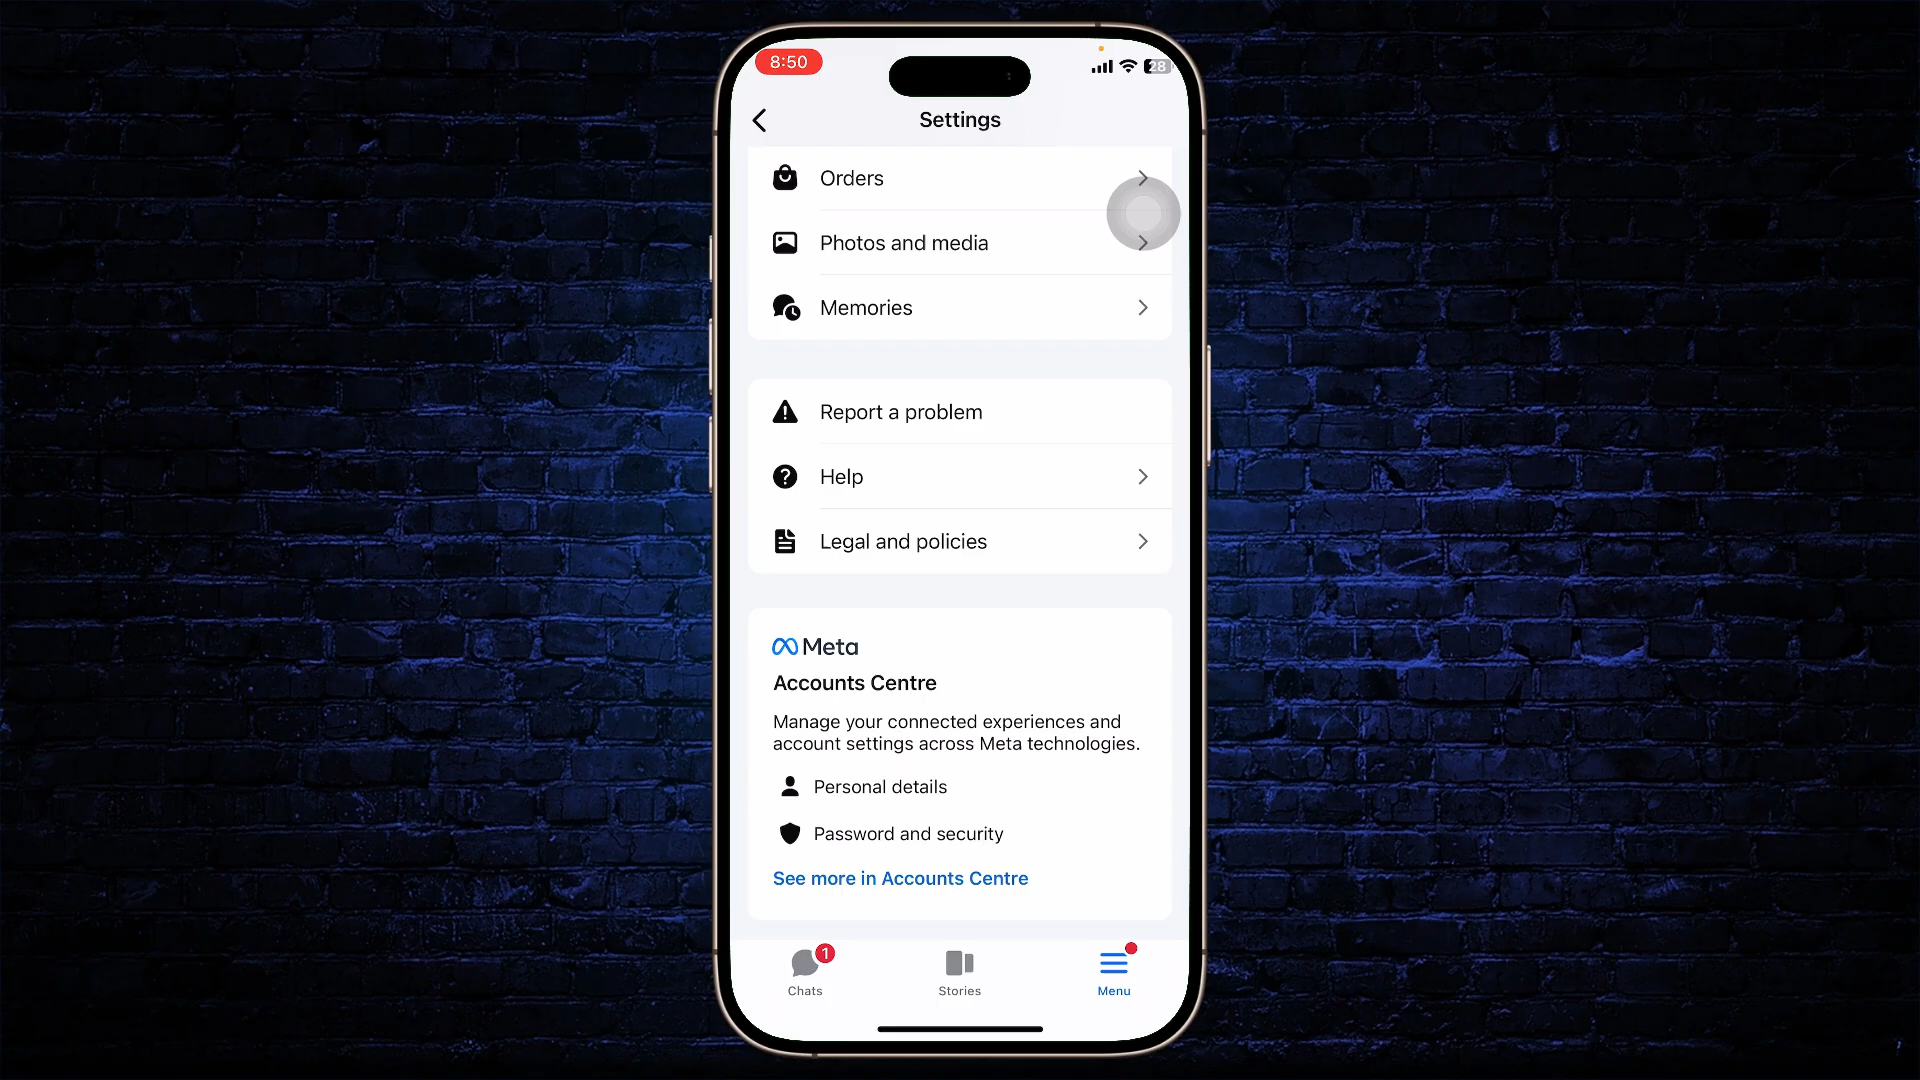 8:50
28
Settings
Orders
Photos and media
Memories
Report a problem
Help
Legal and policies
Meta
Accounts Centre
Manage your connected experiences and
account settings across Meta technologies.
Personal details
Password and security
See more in Accounts Centre
1
Chats
Stories
Menu